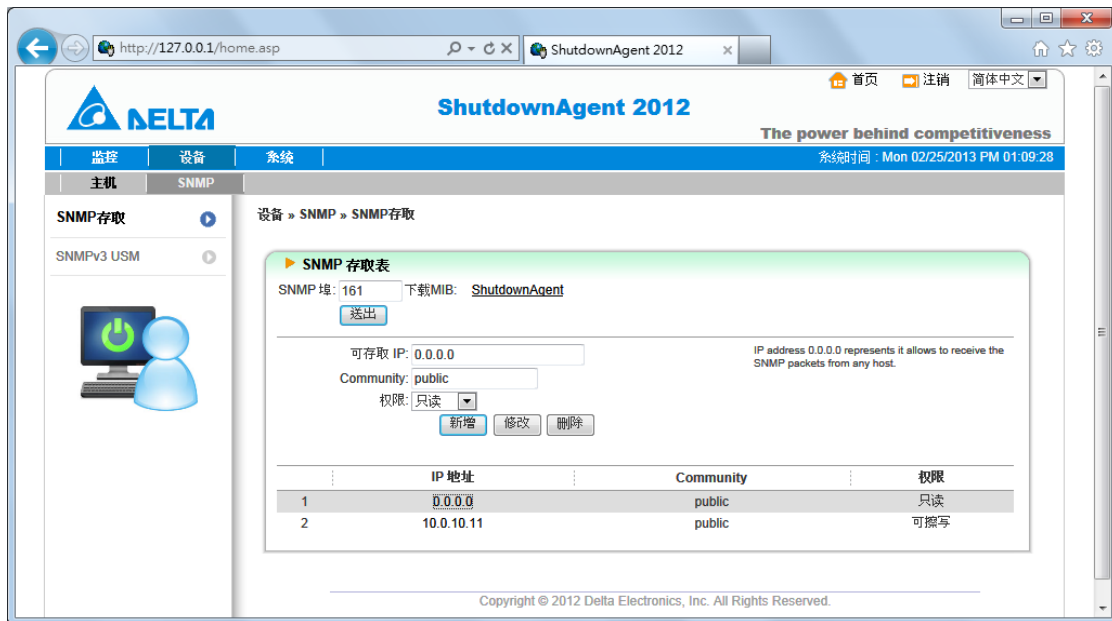 http://127.0.0.1/home.asp
ShutdownAgent 2012
首页 注销 简体中文
DELTA
ShutdownAgent 2012
The power behind competitiveness
监控 设备 系统 系统时间 : Mon 02/25/2013 PM 01:09:28
主机 SNMP
SNMP存取
SNMPv3 USM
设备 » SNMP » SNMP存取
SNMP 存取表
SNMP 埠: 161 下载MIB: ShutdownAgent
送出
可存取 IP: 0.0.0.0
IP address 0.0.0.0 represents it allows to receive the
SNMP packets from any host.
Community: public
权限: 只读
新增 修改 删除
IP 地址 Community 权限
1 0.0.0.0 public 只读
2 10.0.10.11 public 可擦写
Copyright © 2012 Delta Electronics, Inc. All Rights Reserved.